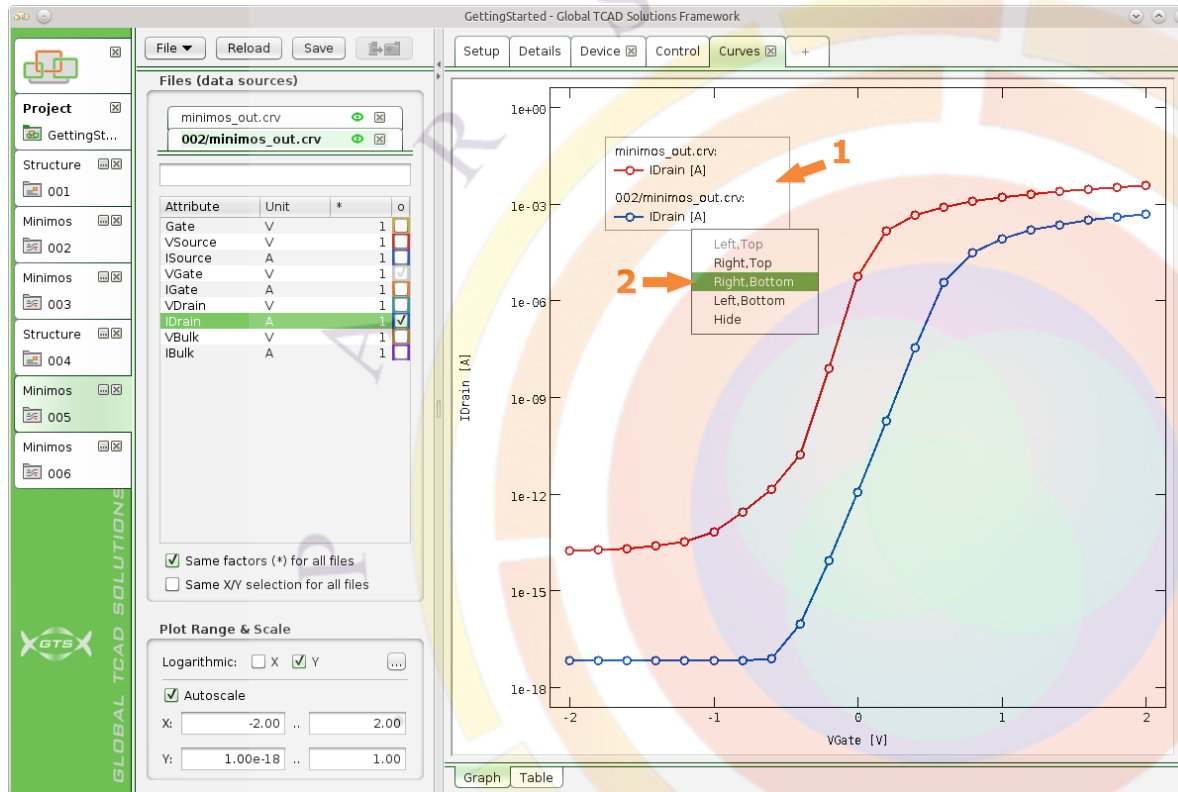 GettingStarted - Global TCAD Solutions Framework
File Reload Save
Setup Details Device Control Curves +
Project
GettingSt...
Structure
001
Minimos
002
Minimos
003
Structure
004
Minimos
005
Minimos
006
GLOBAL TCAD SOLUTIONS
GTS
Files (data sources)
minimos_out.crv
002/minimos_out.crv
Attribute Unit * o
Gate V 1
VSource V 1
ISource A 1
VGate V 1
IGate A 1
VDrain V 1
IDrain A 1
VBulk V 1
IBulk A 1
Same factors (*) for all files
Same X/Y selection for all files
Plot Range & Scale
Logarithmic: X Y ...
Autoscale
X: -2.00 .. 2.00
Y: 1.00e-18 .. 1.00
1e+00
1e-03
1e-06
1e-09
1e-12
1e-15
1e-18
IDrain [A]
minimos_out.crv:
IDrain [A]
002/minimos_out.crv:
IDrain [A]
1
Left,Top
Right,Top
Right,Bottom
Left,Bottom
Hide
2
-2 -1 0 1 2
VGate [V]
Graph Table